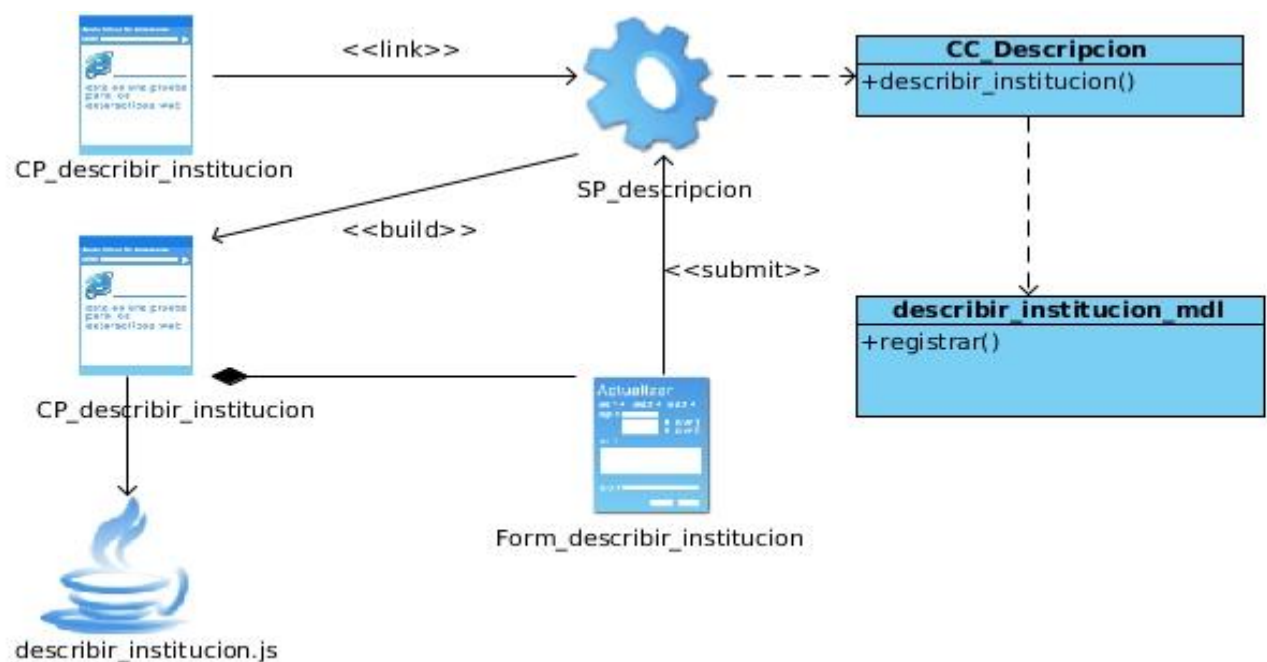 <<link>>
CC_Descripcion
+describir_institucion()
CP_describir_institucion
SP_descripcion
<<build>>
<<submit>>
describir_institucion_mdl
+registrar()
Actualizar
CP_describir_institucion
Form_describir_institucion
describir_institucion.js